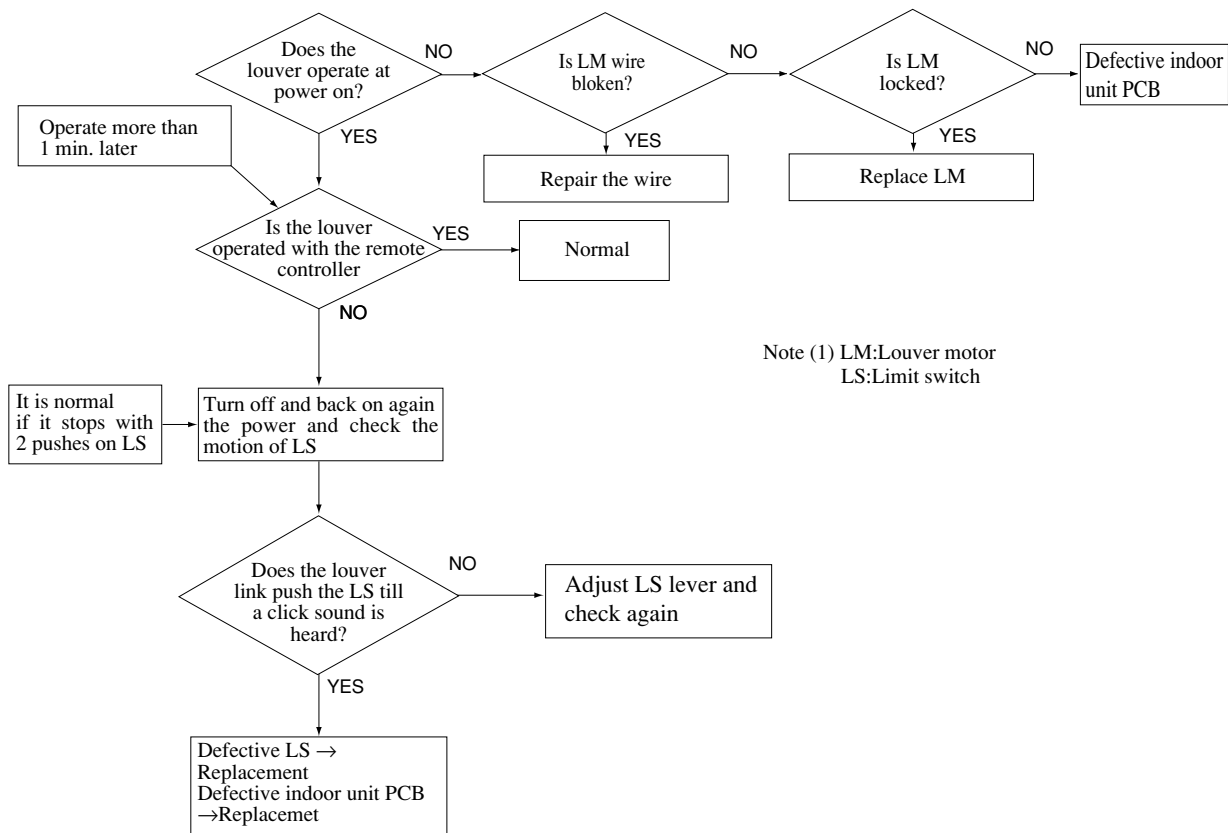 Does the
louver operate at
power on?
NO
Is LM wire
bloken?
NO
Is LM
locked?
NO
Defective indoor
unit PCB
Operate more than
1 min. later
YES
YES
YES
Repair the wire
Replace LM
Is the louver
operated with the remote
controller
YES
Normal
NO
Note (1) LM:Louver motor
LS:Limit switch
It is normal
if it stops with
2 pushes on LS
Turn off and back on again
the power and check the
motion of LS
Does the louver
link push the LS till
a click sound is
heard?
NO
Adjust LS lever and
check again
YES
Defective LS →
Replacement
Defective indoor unit PCB
→Replacemet